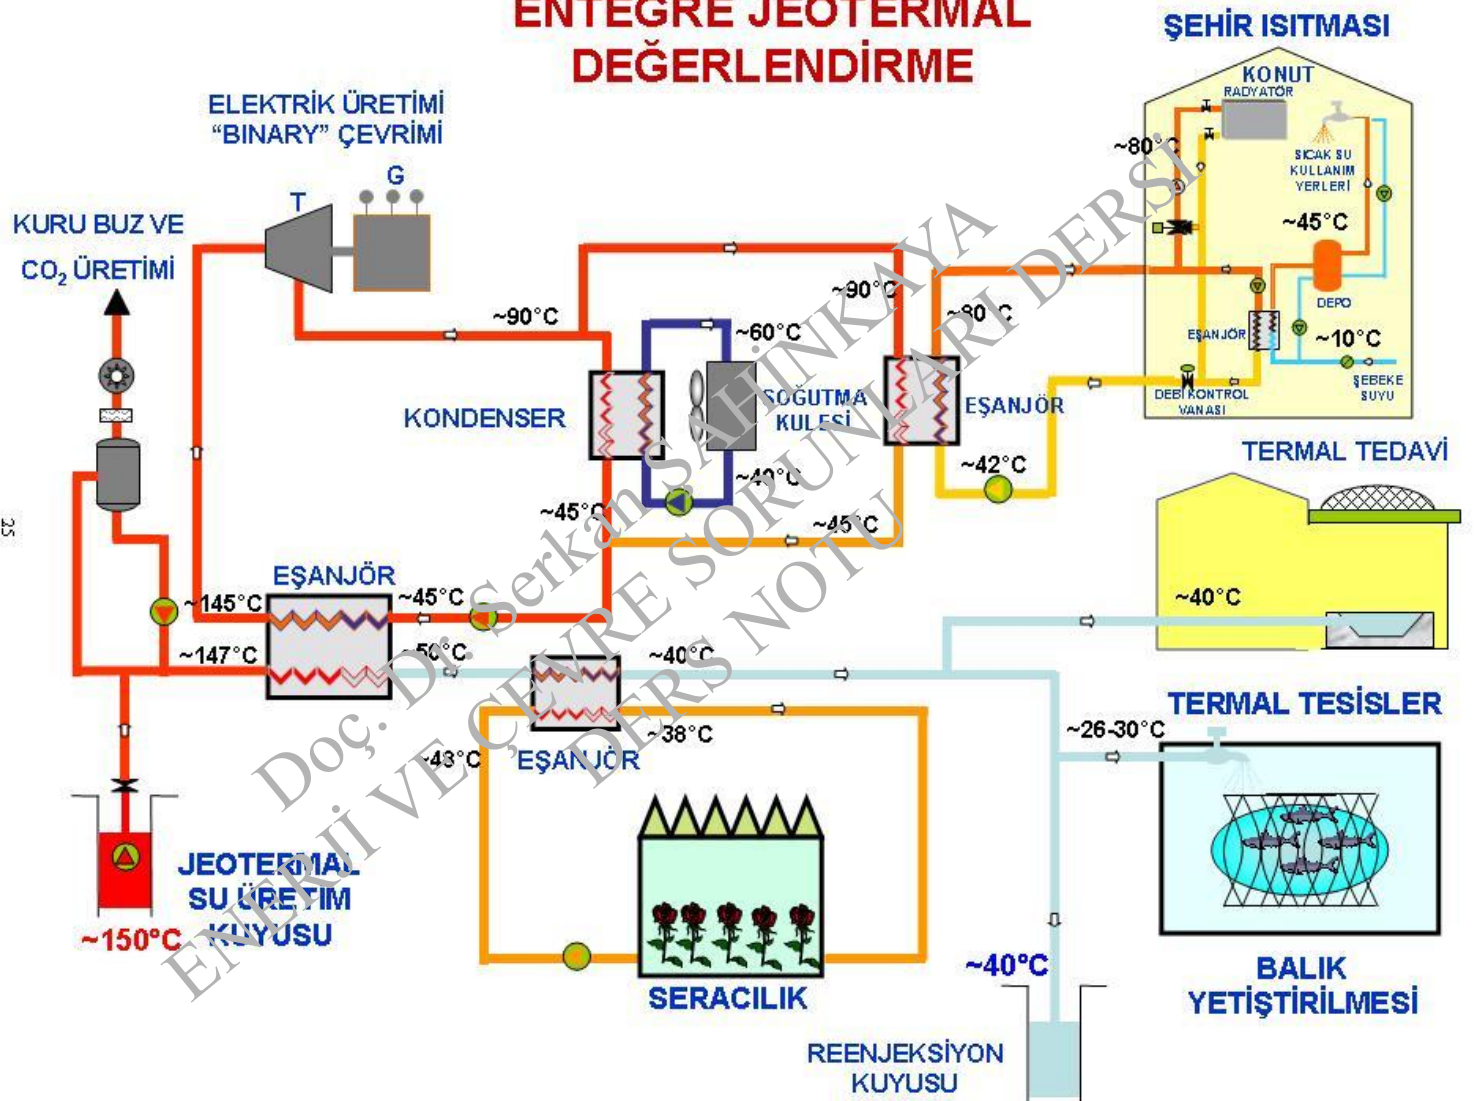 ENTEGRE JEOTERMAL
DEĞERLENDİRME
ŞEHİR ISITMASI
KONUT
RADYATÖR
~80°C
SICAK SU
KULLANIM
YERLERİ
~45°C
DEPO
EŞANJÖR
~10°C
ŞEBEKE
SUYU
DEBİ KONTROL
VANASI
ELEKTRİK ÜRETİMİ
"BINARY" ÇEVRİMİ
T
G
KURU BUZ VE
CO₂ ÜRETİMİ
~90°C
~90°C
~80°C
~60°C
KONDENSER
SOĞUTMA
KULESİ
EŞANJÖR
~40°C
~42°C
~45°C
~45°C
TERMAL TEDAVİ
~40°C
EŞANJÖR
~145°C
~45°C
~147°C
~50°C
~40°C
~38°C
~43°C
EŞANJÖR
TERMAL TESİSLER
~26-30°C
JEOTERMAL
SU ÜRETIM
KUYUSU
~150°C
SERACILIK
~40°C
BALIK
YETİŞTİRİLMESİ
REENJEKSİYON
KUYUSU
25
Doç. Dr. Serkan ŞAHİNKAYA
ENERJİ VE ÇEVRE SORUNLARI DERSİ
DERS NOTU